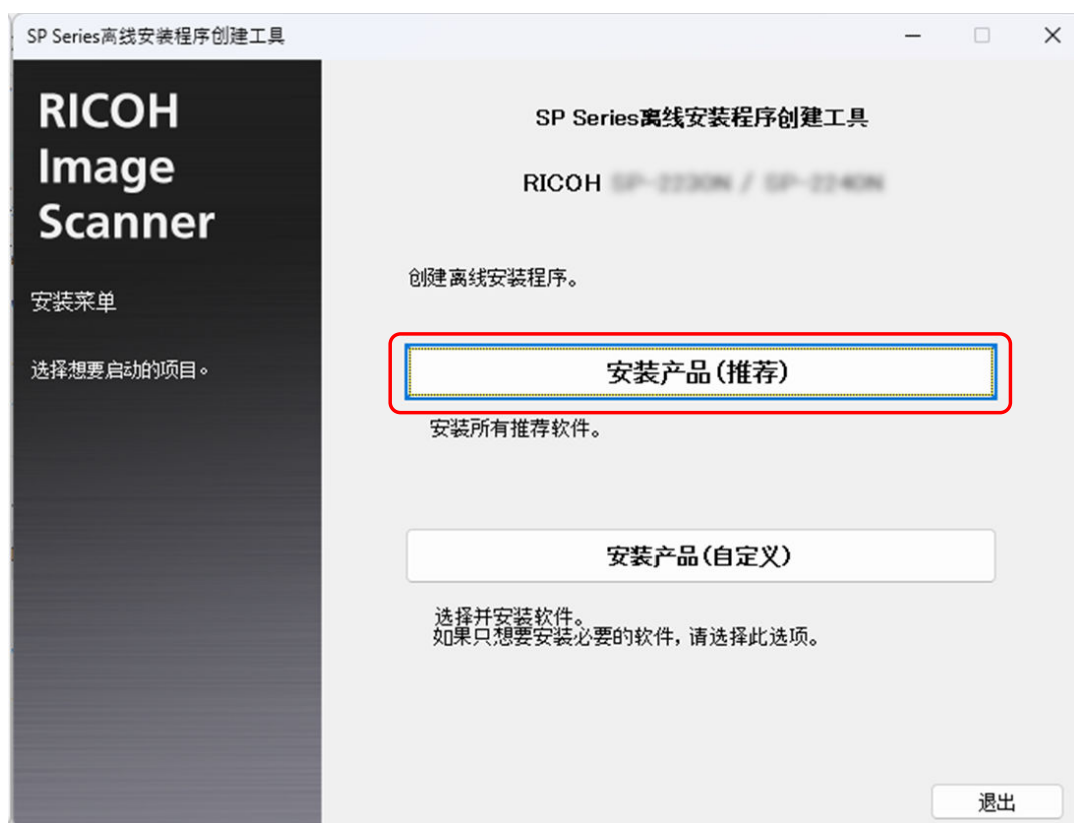 SP Series离线安装程序创建工具
RICOH
Image
Scanner
安装菜单
选择想要启动的项目。
SP Series离线安装程序创建工具
RICOH
创建离线安装程序。
安装产品(推荐)
安装所有推荐软件。
安装产品(自定义)
选择并安装软件。
如果只想要安装必要的软件,请选择此选项。
退出